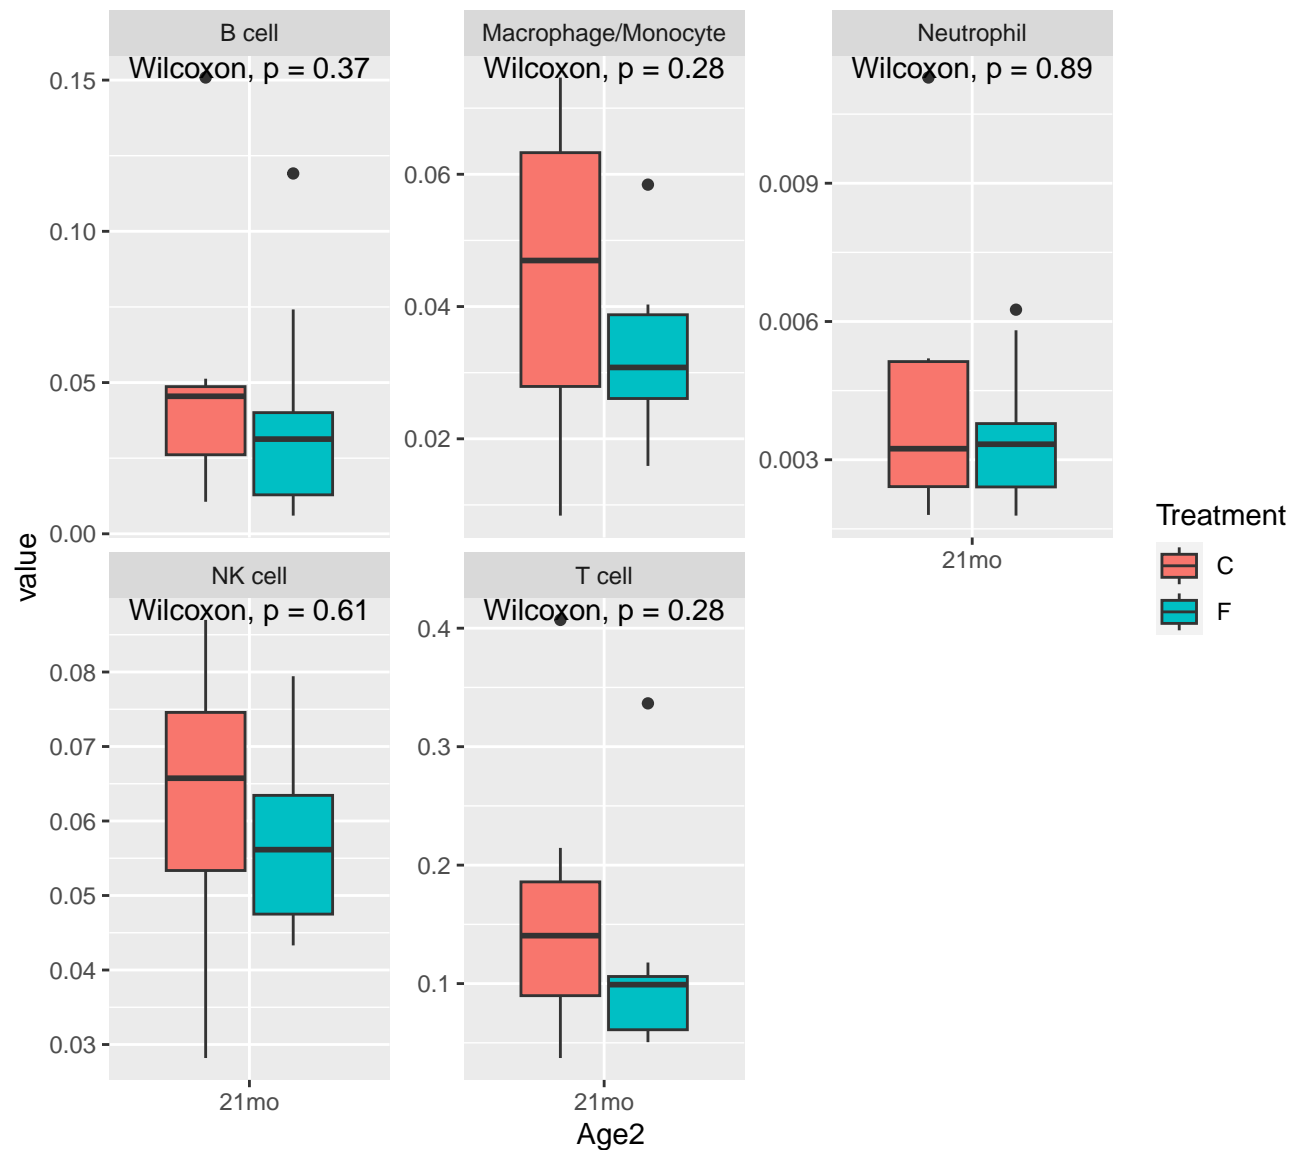 B cell
Macrophage/Monocyte
Neutrophil
Wilcoxon, p = 0.37
Wilcoxon, p = 0.28
Wilcoxon, p = 0.89
0.15
0.10
0.05
0.00
0.06
0.04
0.02
0.009
0.006
0.003
21mo
value
NK cell
T cell
Wilcoxon, p = 0.61
Wilcoxon, p = 0.28
0.08
0.07
0.06
0.05
0.04
0.03
0.4
0.3
0.2
0.1
21mo
21mo
Age2
Treatment
C
F